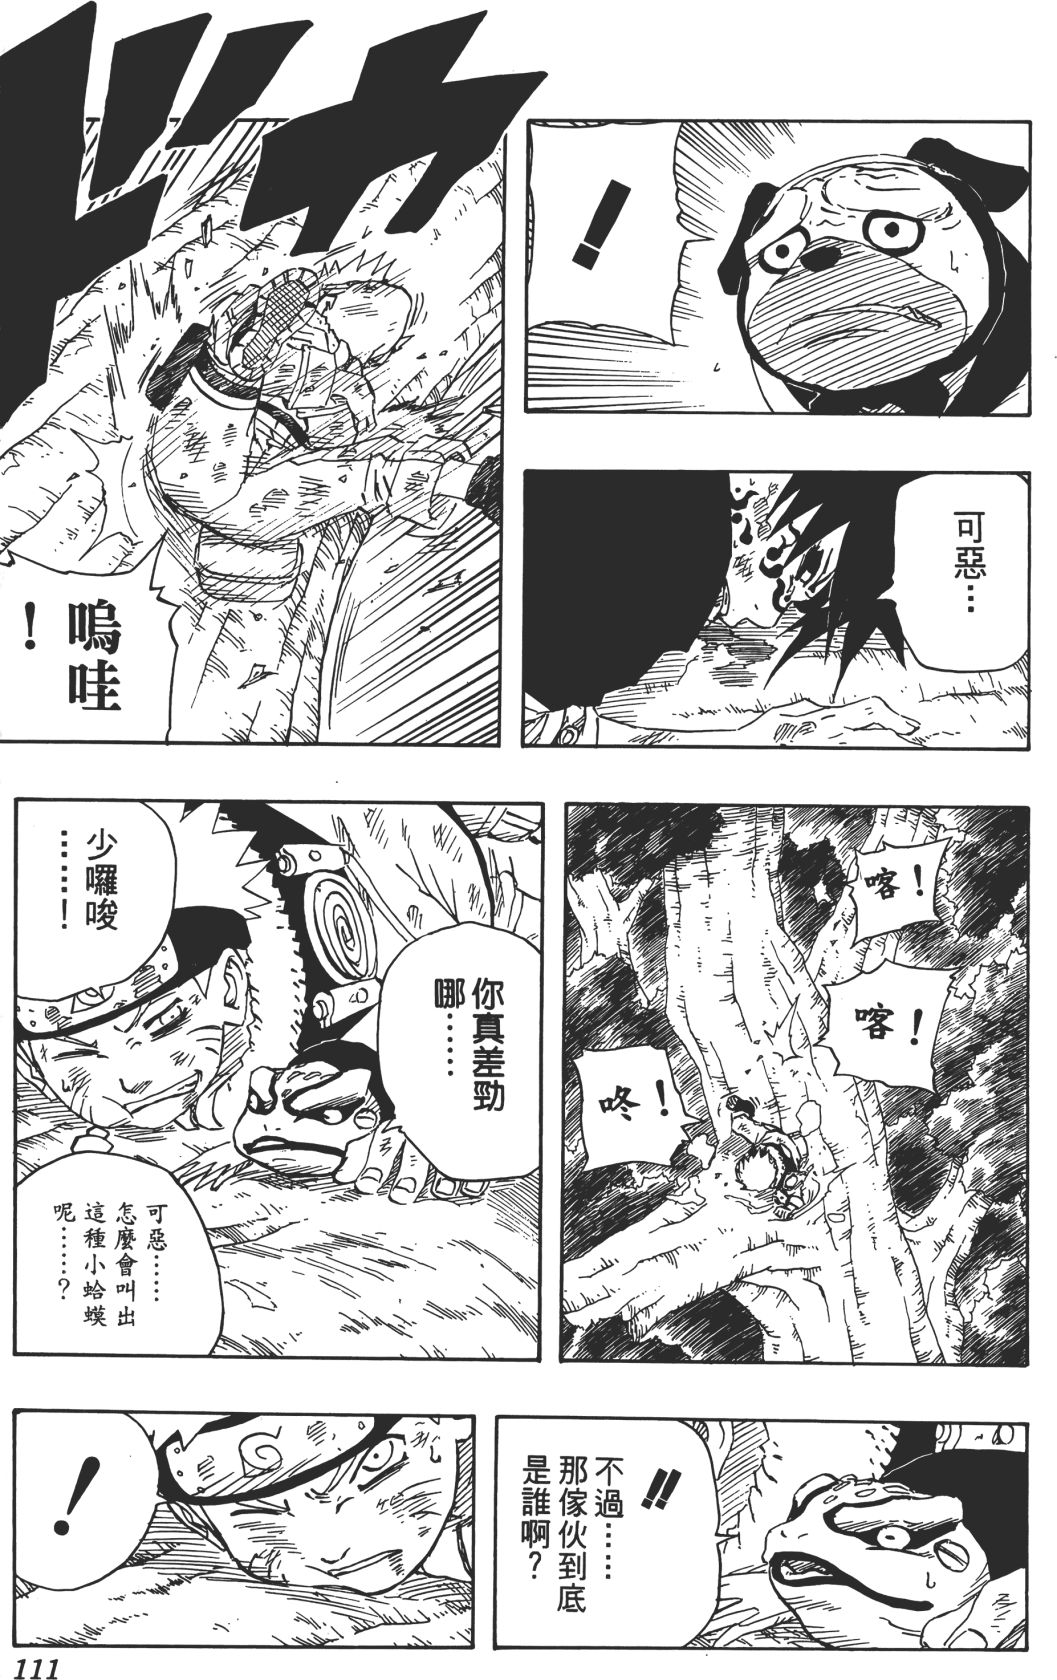 ！
可惡…
ドサッ
嗚哇
！
喀！
喀！
咚！
你真差勁
哪……
少囉唆
………！
可惡……
怎麼會叫出
這種小蛤蟆
呢……？
!!
不過……
那傢伙到底
是誰啊？
！
111